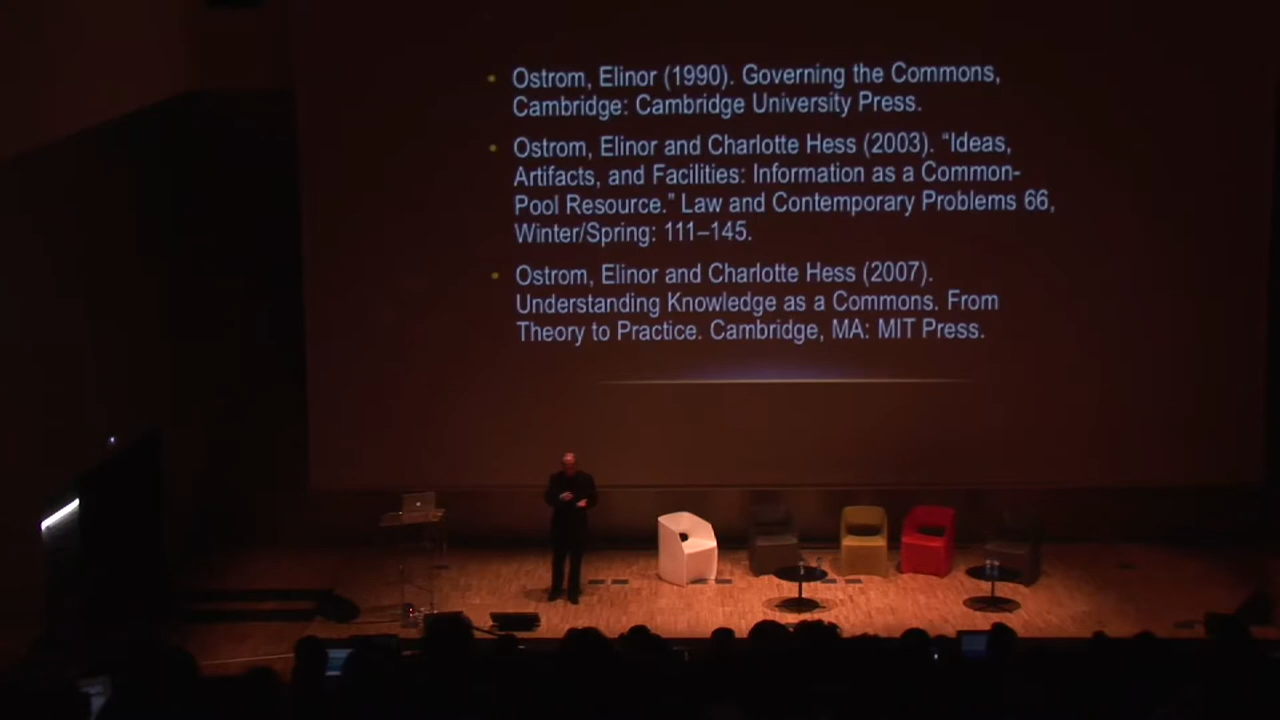 Ostrom, Elinor (1990). Governing the Commons,
Cambridge: Cambridge University Press.
Ostrom, Elinor and Charlotte Hess (2003). “Ideas,
Artifacts, and Facilities: Information as a Common-
Pool Resource.” Law and Contemporary Problems 66,
Winter/Spring: 111–145.
Ostrom, Elinor and Charlotte Hess (2007).
Understanding Knowledge as a Commons. From
Theory to Practice. Cambridge, MA: MIT Press.